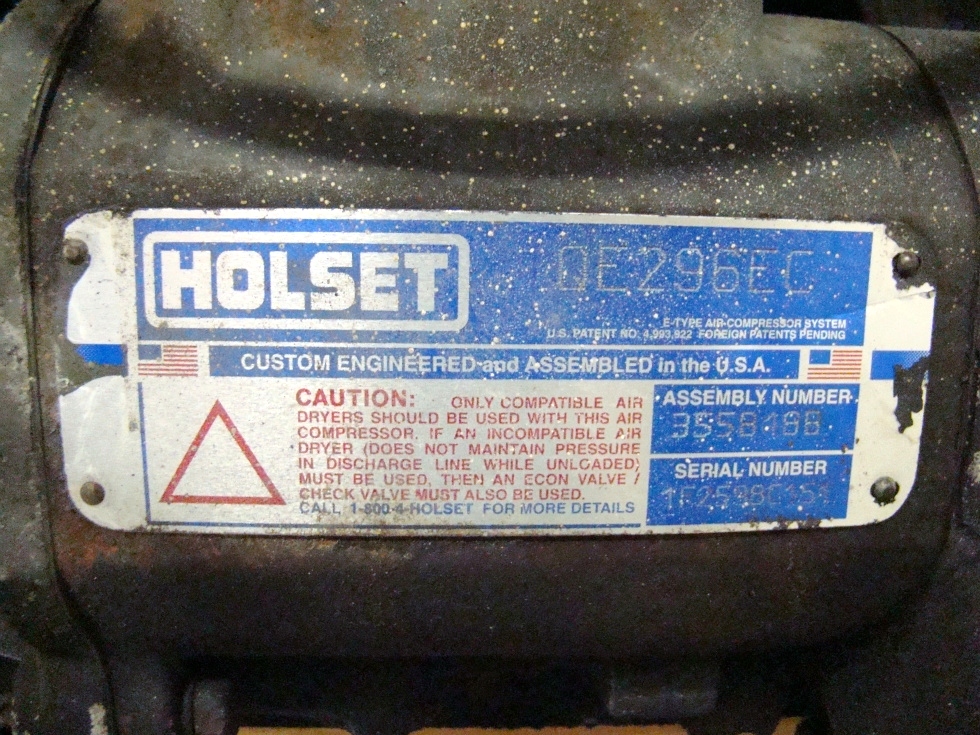 HOLSET
QE296EC
E-TYPE AIR COMPRESSOR SYSTEM
U.S. PATENT NO. 4,993,922 FOREIGN PATENTS PENDING
CUSTOM ENGINEERED and ASSEMBLED in the U.S.A.
CAUTION: ONLY COMPATIBLE AIR
DRYERS SHOULD BE USED WITH THIS AIR
COMPRESSOR. IF AN INCOMPATIBLE AIR
DRYER (DOES NOT MAINTAIN PRESSURE
IN DISCHARGE LINE WHILE UNLOADED)
MUST BE USED, THEN AN ECON VALVE /
CHECK VALVE MUST ALSO BE USED.
CALL 1-800-4-HOLSET FOR MORE DETAILS
ASSEMBLY NUMBER
SERIAL NUMBER